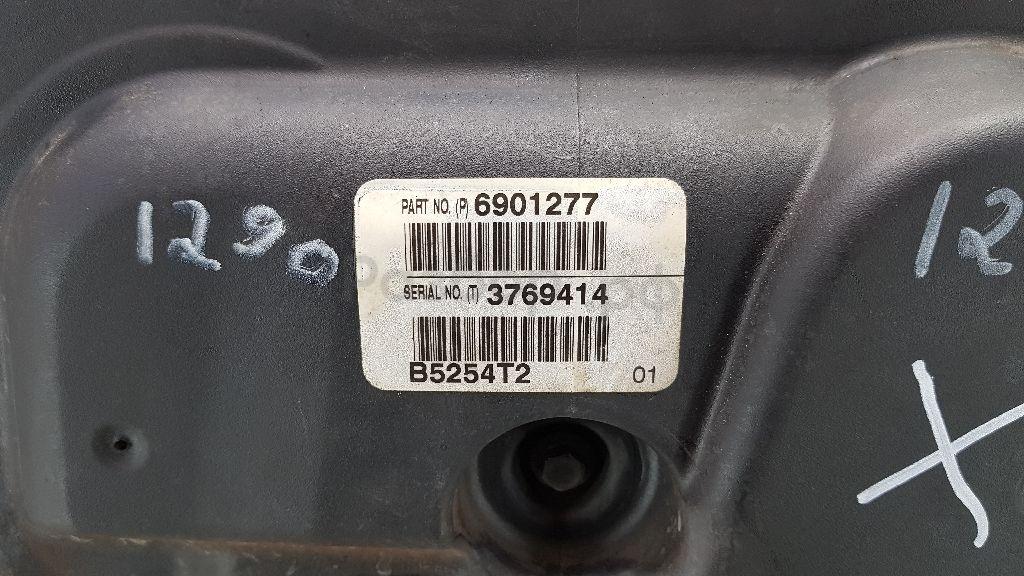 1290
PART NO. (P) 6901277
SERIAL NO. (T) 3769414
B5254T2 01
12
X